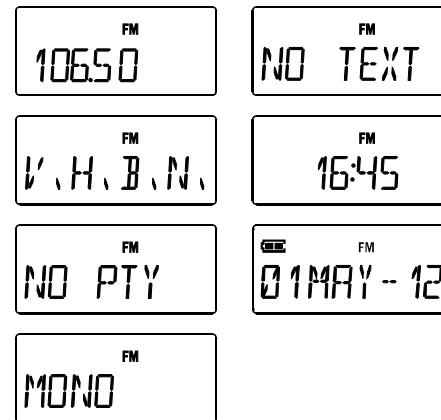 FM
106.50
FM
NO TEXT
FM
V.H.B.N.
FM
16:45
FM
NO PTY
FM
01MAY-12
FM
MONO